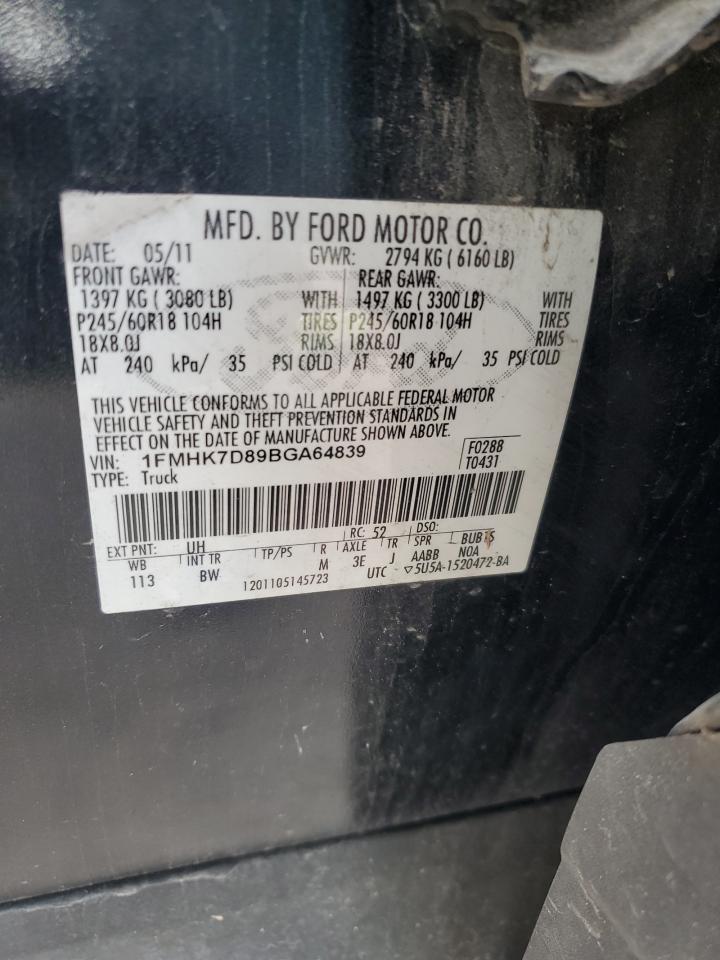 MFD. BY FORD MOTOR CO.
DATE: 05/11 GVWR: 2794 KG ( 6160 LB)
FRONT GAWR: REAR GAWR:
1397 KG ( 3080 LB) WITH 1497 KG ( 3300 LB) WITH
P245/60R18 104H TIRES P245/60R18 104H TIRES
18X8.0J RIMS 18X8.0J RIMS
AT 240 kPa/ 35 PSI COLD AT 240 kPa/ 35 PSI COLD
THIS VEHICLE CONFORMS TO ALL APPLICABLE FEDERAL MOTOR
VEHICLE SAFETY AND THEFT PREVENTION STANDARDS IN
EFFECT ON THE DATE OF MANUFACTURE SHOWN ABOVE.
VIN: 1FMHK7D89BGA64839 F0288
TYPE: Truck T0431
EXT PNT: UH RC: 52 DSO:
WB INT TR TP/PS R AXLE TR SPR BUBTS
113 BW M 3E J AABB NOA
1201105145723 UTC ▽5U5A-1520472-BA